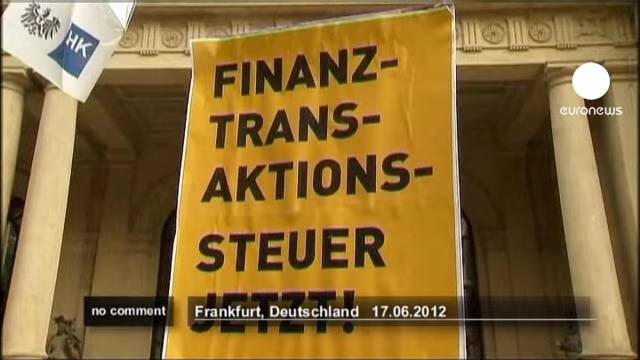 HK
FINANZ-
TRANS-
AKTIONS-
STEUER
JETZT!
euronews
no comment
Frankfurt, Deutschland 17.06.2012